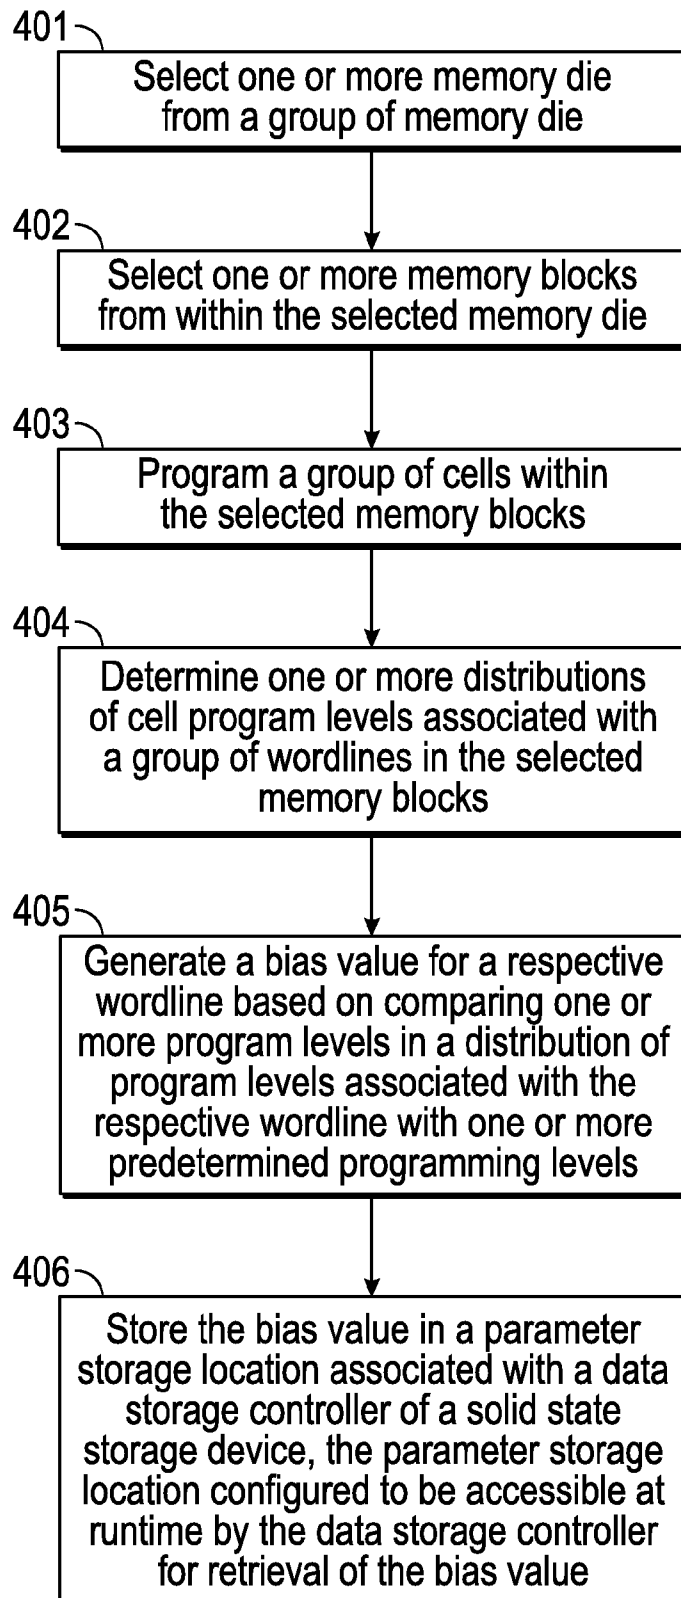 401
Select one or more memory die
from a group of memory die
402
Select one or more memory blocks
from within the selected memory die
403
Program a group of cells within
the selected memory blocks
404
Determine one or more distributions
of cell program levels associated with
a group of wordlines in the selected
memory blocks
405
Generate a bias value for a respective
wordline based on comparing one or
more program levels in a distribution of
program levels associated with the
respective wordline with one or more
predetermined programming levels
406
Store the bias value in a parameter
storage location associated with a data
storage controller of a solid state
storage device, the parameter storage
location configured to be accessible at
runtime by the data storage controller
for retrieval of the bias value